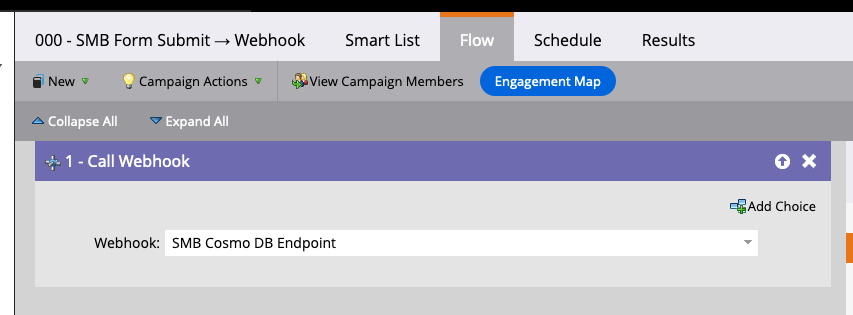 000 - SMB Form Submit → Webhook Smart List Flow Schedule Results
New Campaign Actions View Campaign Members Engagement Map
Collapse All Expand All
1 - Call Webhook
Add Choice
Webhook: SMB Cosmo DB Endpoint